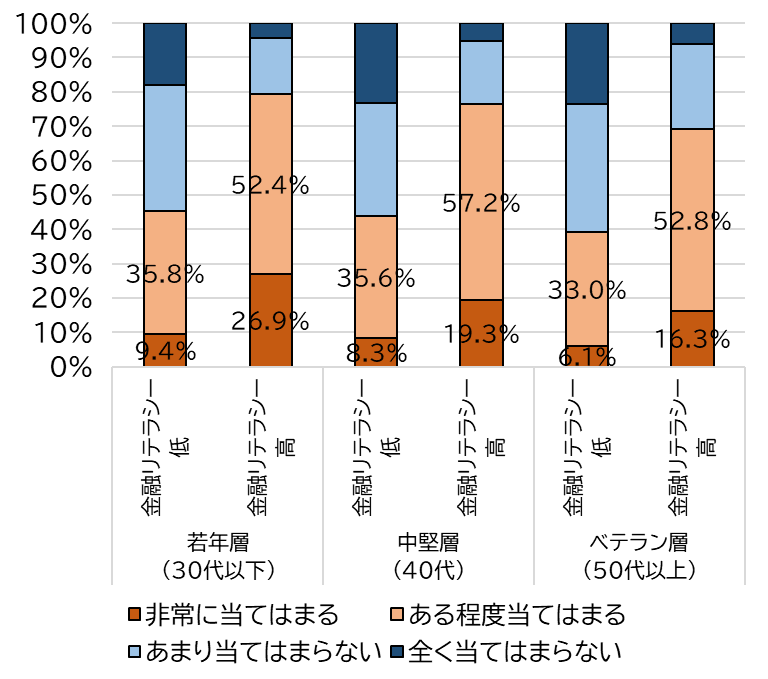 100%
90%
80%
70%
60%
50%
40%
30%
20%
10%
0%
35.8%
9.4%
52.4%
26.9%
35.6%
8.3%
57.2%
19.3%
33.0%
6.1%
52.8%
16.3%
金融リテラシー
低
金融リテラシー
高
金融リテラシー
低
金融リテラシー
高
金融リテラシー
低
金融リテラシー
高
若年層
（30代以下）
中堅層
（40代）
ベテラン層
（50代以上）
非常に当てはまる
ある程度当てはまる
あまり当てはまらない
全く当てはまらない